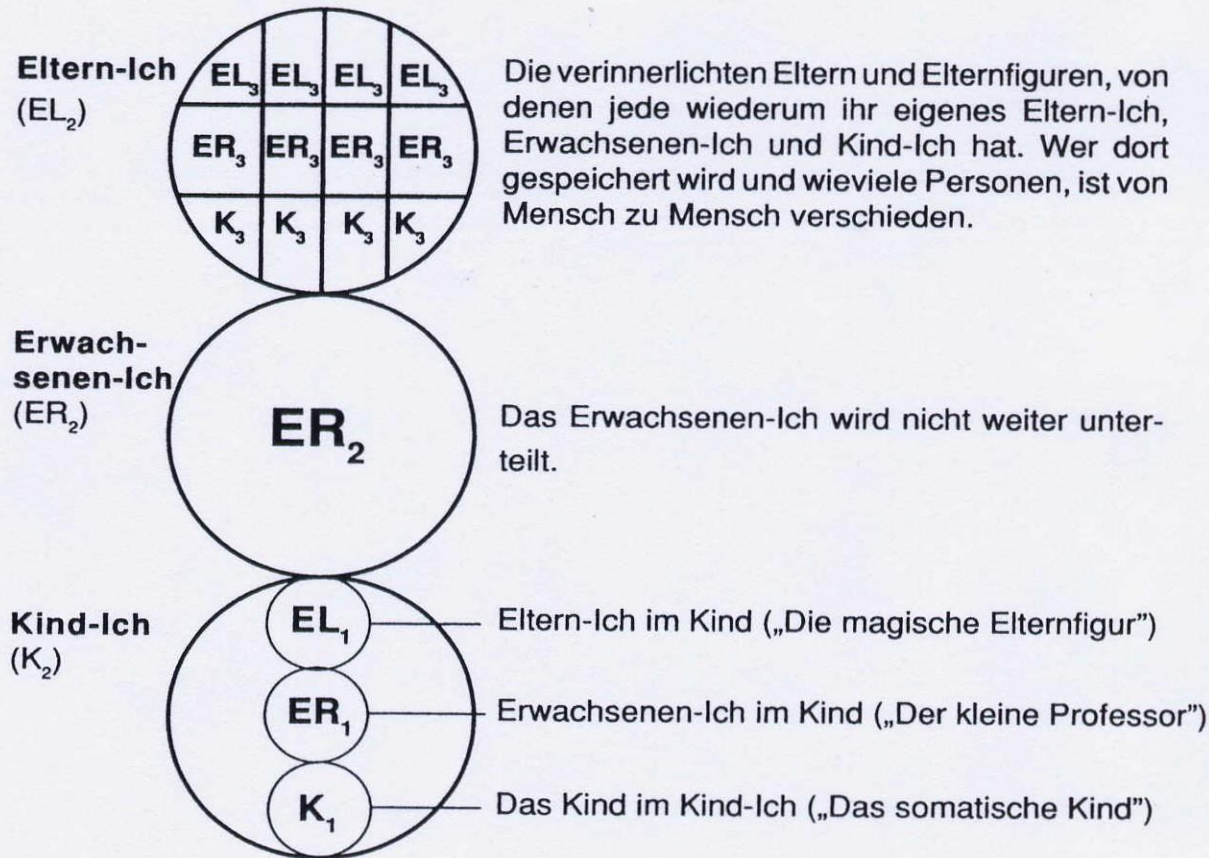 Eltern-Ich
(EL₂)
EL₃ EL₃ EL₃ EL₃
ER₃ ER₃ ER₃ ER₃
K₃ K₃ K₃ K₃
Die verinnerlichten Eltern und Elternfiguren, von
denen jede wiederum ihr eigenes Eltern-Ich,
Erwachsenen-Ich und Kind-Ich hat. Wer dort
gespeichert wird und wieviele Personen, ist von
Mensch zu Mensch verschieden.
Erwach-
senen-Ich
(ER₂)
ER₂
Das Erwachsenen-Ich wird nicht weiter unter-
teilt.
Kind-Ich
(K₂)
EL₁
Eltern-Ich im Kind („Die magische Elternfigur”)
ER₁
Erwachsenen-Ich im Kind („Der kleine Professor”)
K₁
Das Kind im Kind-Ich („Das somatische Kind”)